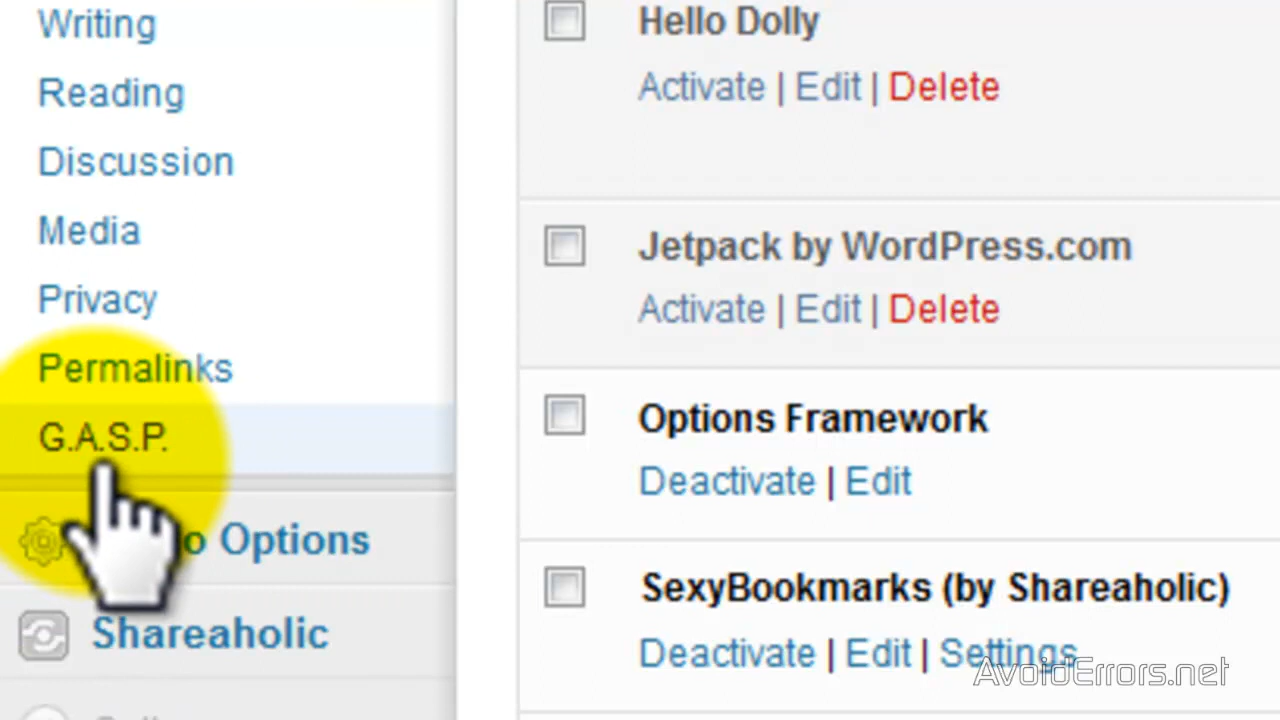 Writing
Reading
Discussion
Media
Privacy
Permalinks
G.A.S.P.
Options
Shareaholic
Hello Dolly
Activate | Edit | Delete
Jetpack by WordPress.com
Activate | Edit | Delete
Options Framework
Deactivate | Edit
SexyBookmarks (by Shareaholic)
Deactivate | Edit | Settings
AvoidErrors.net